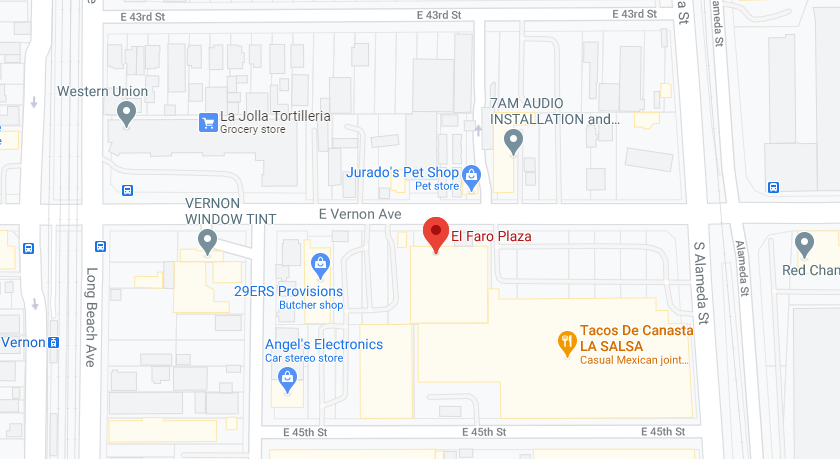 E 43rd St
E 43rd St
E 43rd St
a St
Alameda St
Western Union
La Jolla Tortilleria
Grocery store
7AM AUDIO
INSTALLATION and...
Jurado's Pet Shop
Pet store
VERNON
WINDOW TINT
E Vernon Ave
El Faro Plaza
29ERS Provisions
Butcher shop
Long Beach Ave
S Alameda St
Alameda St
Red Chan
Vernon
Tacos De Canasta
LA SALSA
Casual Mexican joint...
Angel's Electronics
Car stereo store
E 45th St
E 45th St
E 45th St